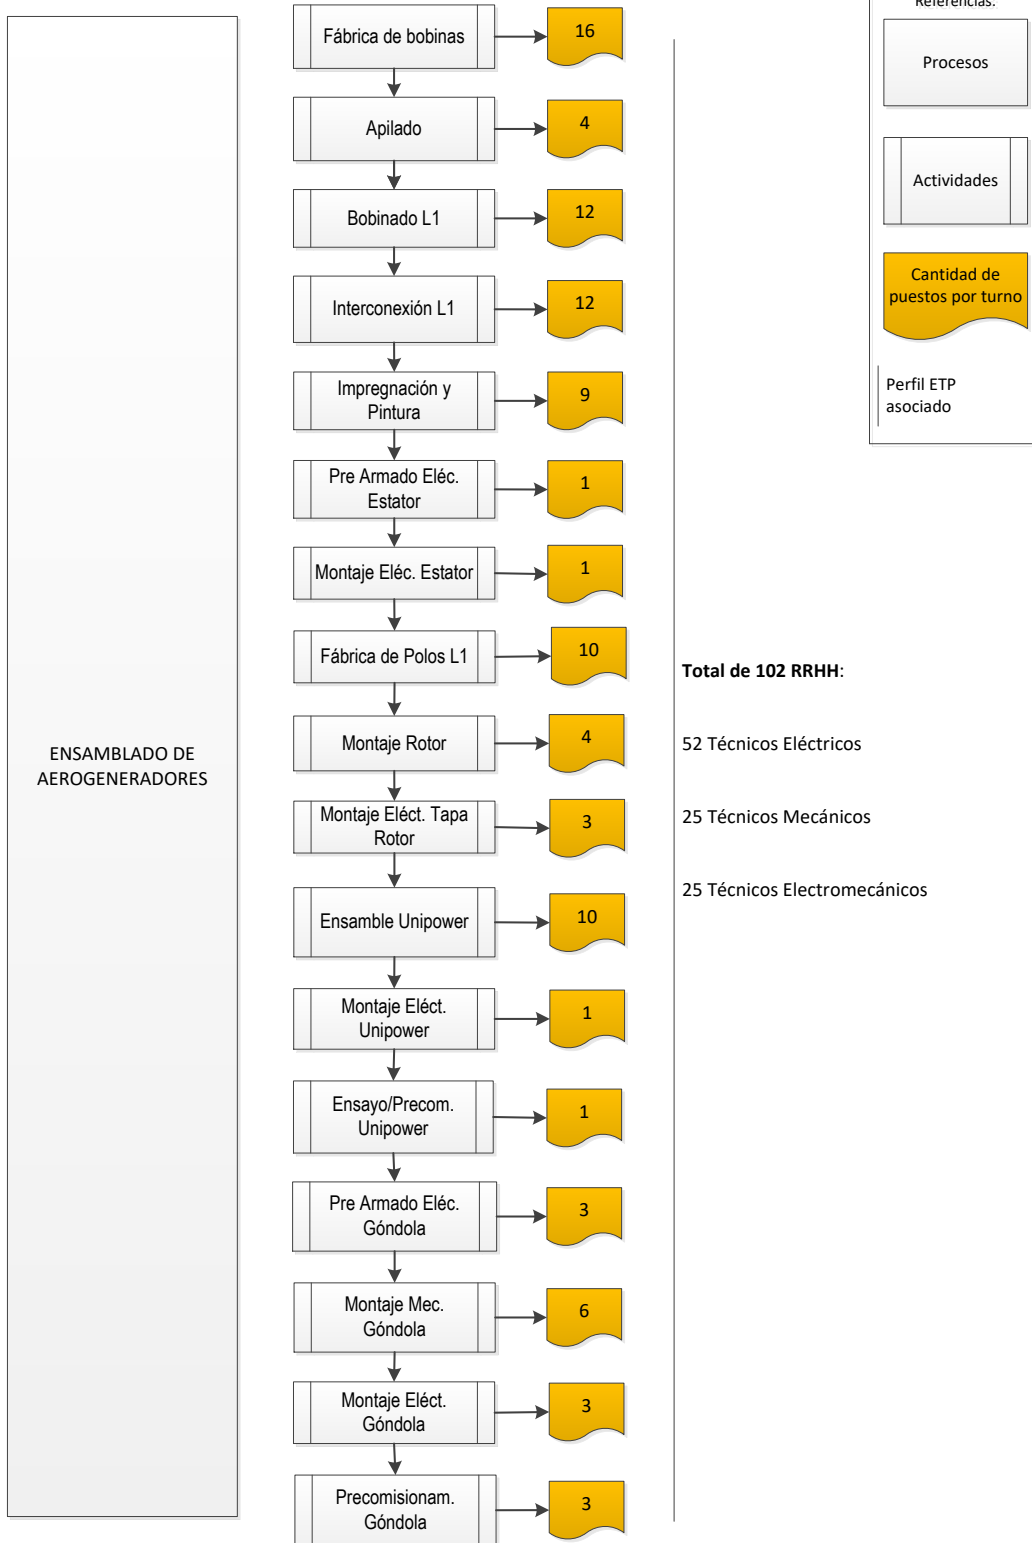 ENSAMBLADO DE
AEROGENERADORES
Fábrica de bobinas
16
Apilado
4
Bobinado L1
12
Interconexión L1
12
Impregnación y
Pintura
9
Pre Armado Eléc.
Estator
1
Montaje Eléc. Estator
1
Fábrica de Polos L1
10
Montaje Rotor
4
Montaje Eléct. Tapa
Rotor
3
Ensamble Unipower
10
Montaje Eléct.
Unipower
1
Ensayo/Precom.
Unipower
1
Pre Armado Eléc.
Góndola
3
Montaje Mec.
Góndola
6
Montaje Eléct.
Góndola
3
Precomisionam.
Góndola
3
Total de 102 RRHH:
52 Técnicos Eléctricos
25 Técnicos Mecánicos
25 Técnicos Electromecánicos
Referencias:
Procesos
Actividades
Cantidad de
puestos por turno
Perfil ETP
asociado